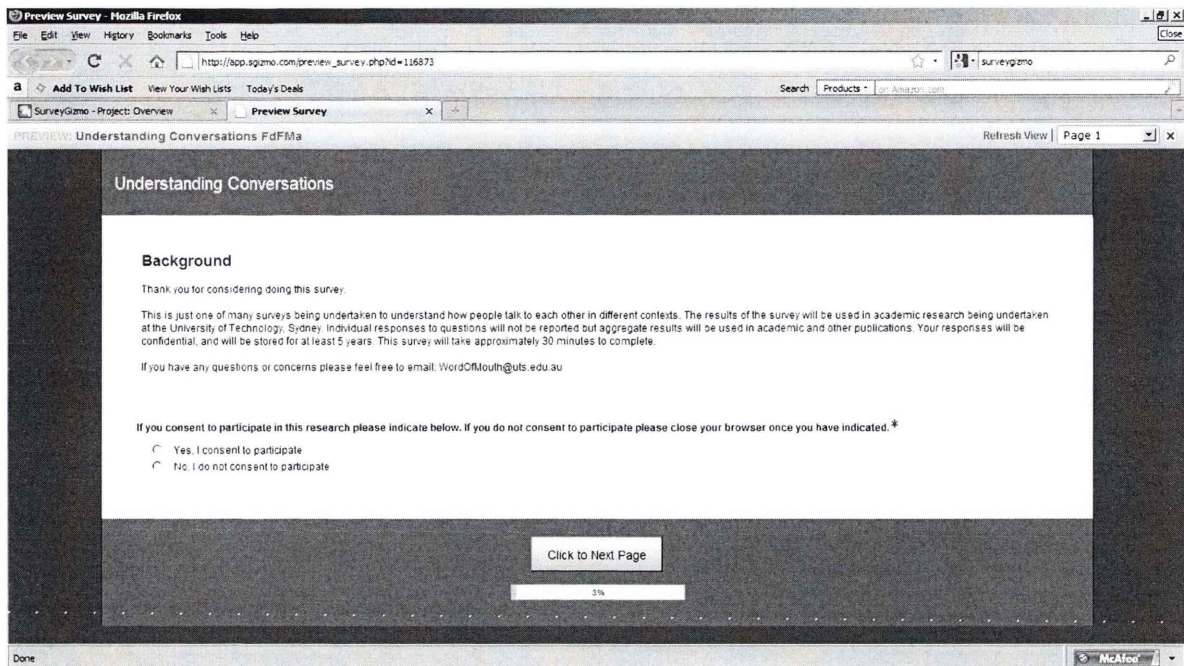 Preview Survey - Mozilla Firefox
File Edit View History Bookmarks Tools Help
Close
http://app.sgizmo.com/preview_survey.php?id=116873
surveygizmo
a Add To Wish List View Your Wish Lists Today's Deals
Search Products on Amazon.com
SurveyGizmo - Project: Overview
Preview Survey
PREVIEW: Understanding Conversations FdFMa
Refresh View | Page 1
Understanding Conversations
Background
Thank you for considering doing this survey.
This is just one of many surveys being undertaken to understand how people talk to each other in different contexts. The results of the survey will be used in academic research being undertaken
at the University of Technology, Sydney. Individual responses to questions will not be reported but aggregate results will be used in academic and other publications. Your responses will be
confidential, and will be stored for at least 5 years. This survey will take approximately 30 minutes to complete.
If you have any questions or concerns please feel free to email: WordOfMouth@uts.edu.au
If you consent to participate in this research please indicate below. If you do not consent to participate please close your browser once you have indicated.*
Yes, I consent to participate
No, I do not consent to participate
Click to Next Page
3%
Done
McAfee